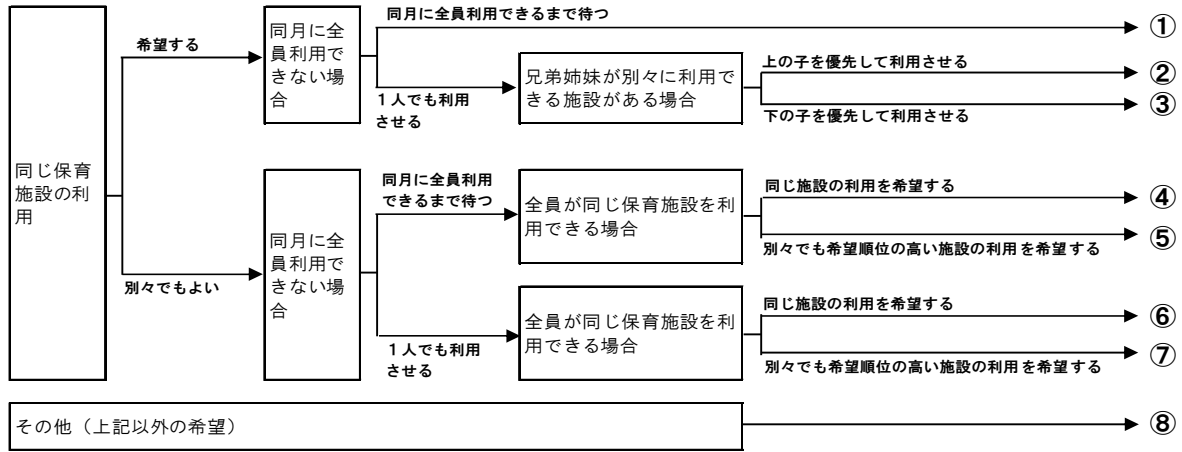 同じ保育
施設の利
用
希望する
同月に全
員利用で
きない場
合
同月に全員利用できるまで待つ
①
１人でも利用
させる
兄弟姉妹が別々に利用で
きる施設がある場合
上の子を優先して利用させる
②
下の子を優先して利用させる
③
別々でもよい
同月に全
員利用で
きない場
合
同月に全員利用
できるまで待つ
全員が同じ保育施設を利
用できる場合
同じ施設の利用を希望する
④
別々でも希望順位の高い施設の利用を希望する
⑤
１人でも利用
させる
全員が同じ保育施設を利
用できる場合
同じ施設の利用を希望する
⑥
別々でも希望順位の高い施設の利用を希望する
⑦
その他（上記以外の希望）
⑧